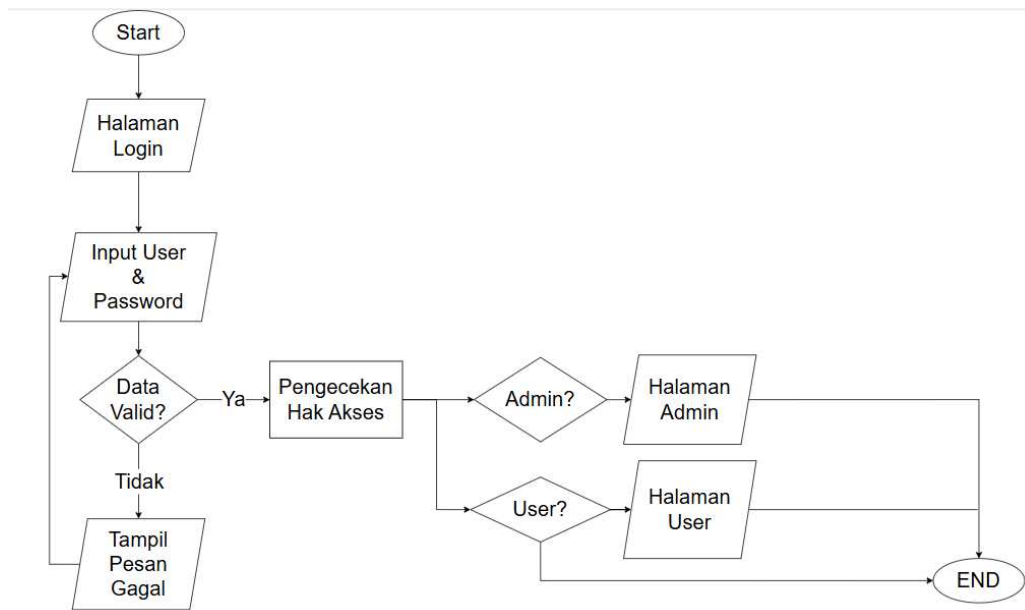 Start
Halaman
Login
Input User
&
Password
Data
Valid?
Ya
Pengecekan
Hak Akses
Admin?
Halaman
Admin
Tidak
User?
Halaman
User
Tampil
Pesan
Gagal
END